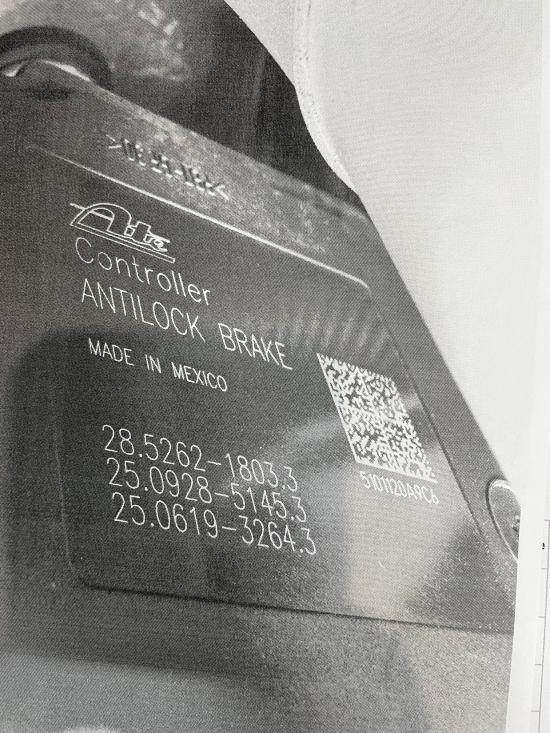 Ate
Controller
ANTILOCK BRAKE
MADE IN MEXICO
28.5262-1803.3
25.0928-5145.3
25.0619-3264.3
5101120A9C6